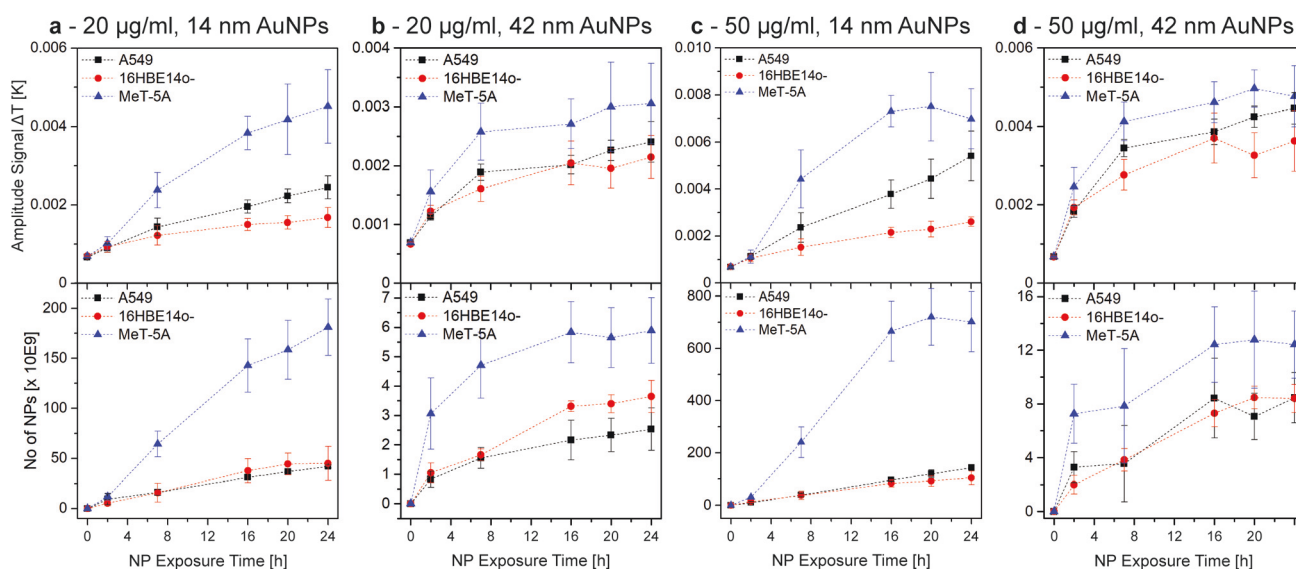 a - 20 µg/ml, 14 nm AuNPs
b - 20 µg/ml, 42 nm AuNPs
c - 50 µg/ml, 14 nm AuNPs
d - 50 µg/ml, 42 nm AuNPs
Amplitude Signal ΔT [K]
0.006
0.004
0.002
0
A549
16HBE14o-
MeT-5A
0.004
0.003
0.002
0.001
0
A549
16HBE14o-
MeT-5A
0.010
0.008
0.006
0.004
0.002
0
A549
16HBE14o-
MeT-5A
0.006
0.004
0.002
0
A549
16HBE14o-
MeT-5A
No of NPs [x 10E9]
200
150
100
50
0
A549
16HBE14o-
MeT-5A
0 4 8 12 16 20 24
NP Exposure Time [h]
7
6
5
4
3
2
1
0
A549
16HBE14o-
MeT-5A
0 4 8 12 16 20 24
NP Exposure Time [h]
800
600
400
200
0
A549
16HBE14o-
MeT-5A
0 4 8 12 16 20 24
NP Exposure Time [h]
16
12
8
4
0
A549
16HBE14o-
MeT-5A
0 4 8 12 16 20 24
NP Exposure Time [h]